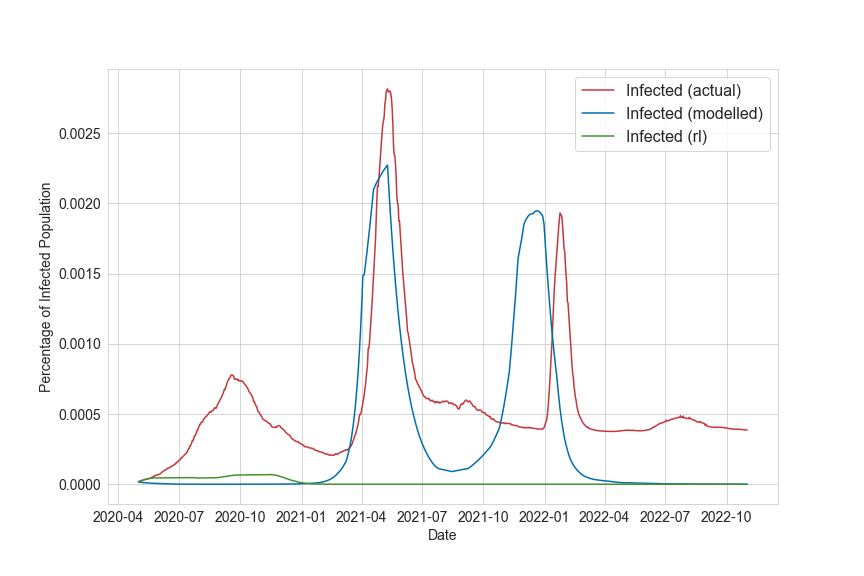 Infected (actual)
Infected (modelled)
Infected (rl)
Percentage of Infected Population
0.0025
0.0020
0.0015
0.0010
0.0005
0.0000
2020-04 2020-07 2020-10 2021-01 2021-04 2021-07 2021-10 2022-01 2022-04 2022-07 2022-10
Date